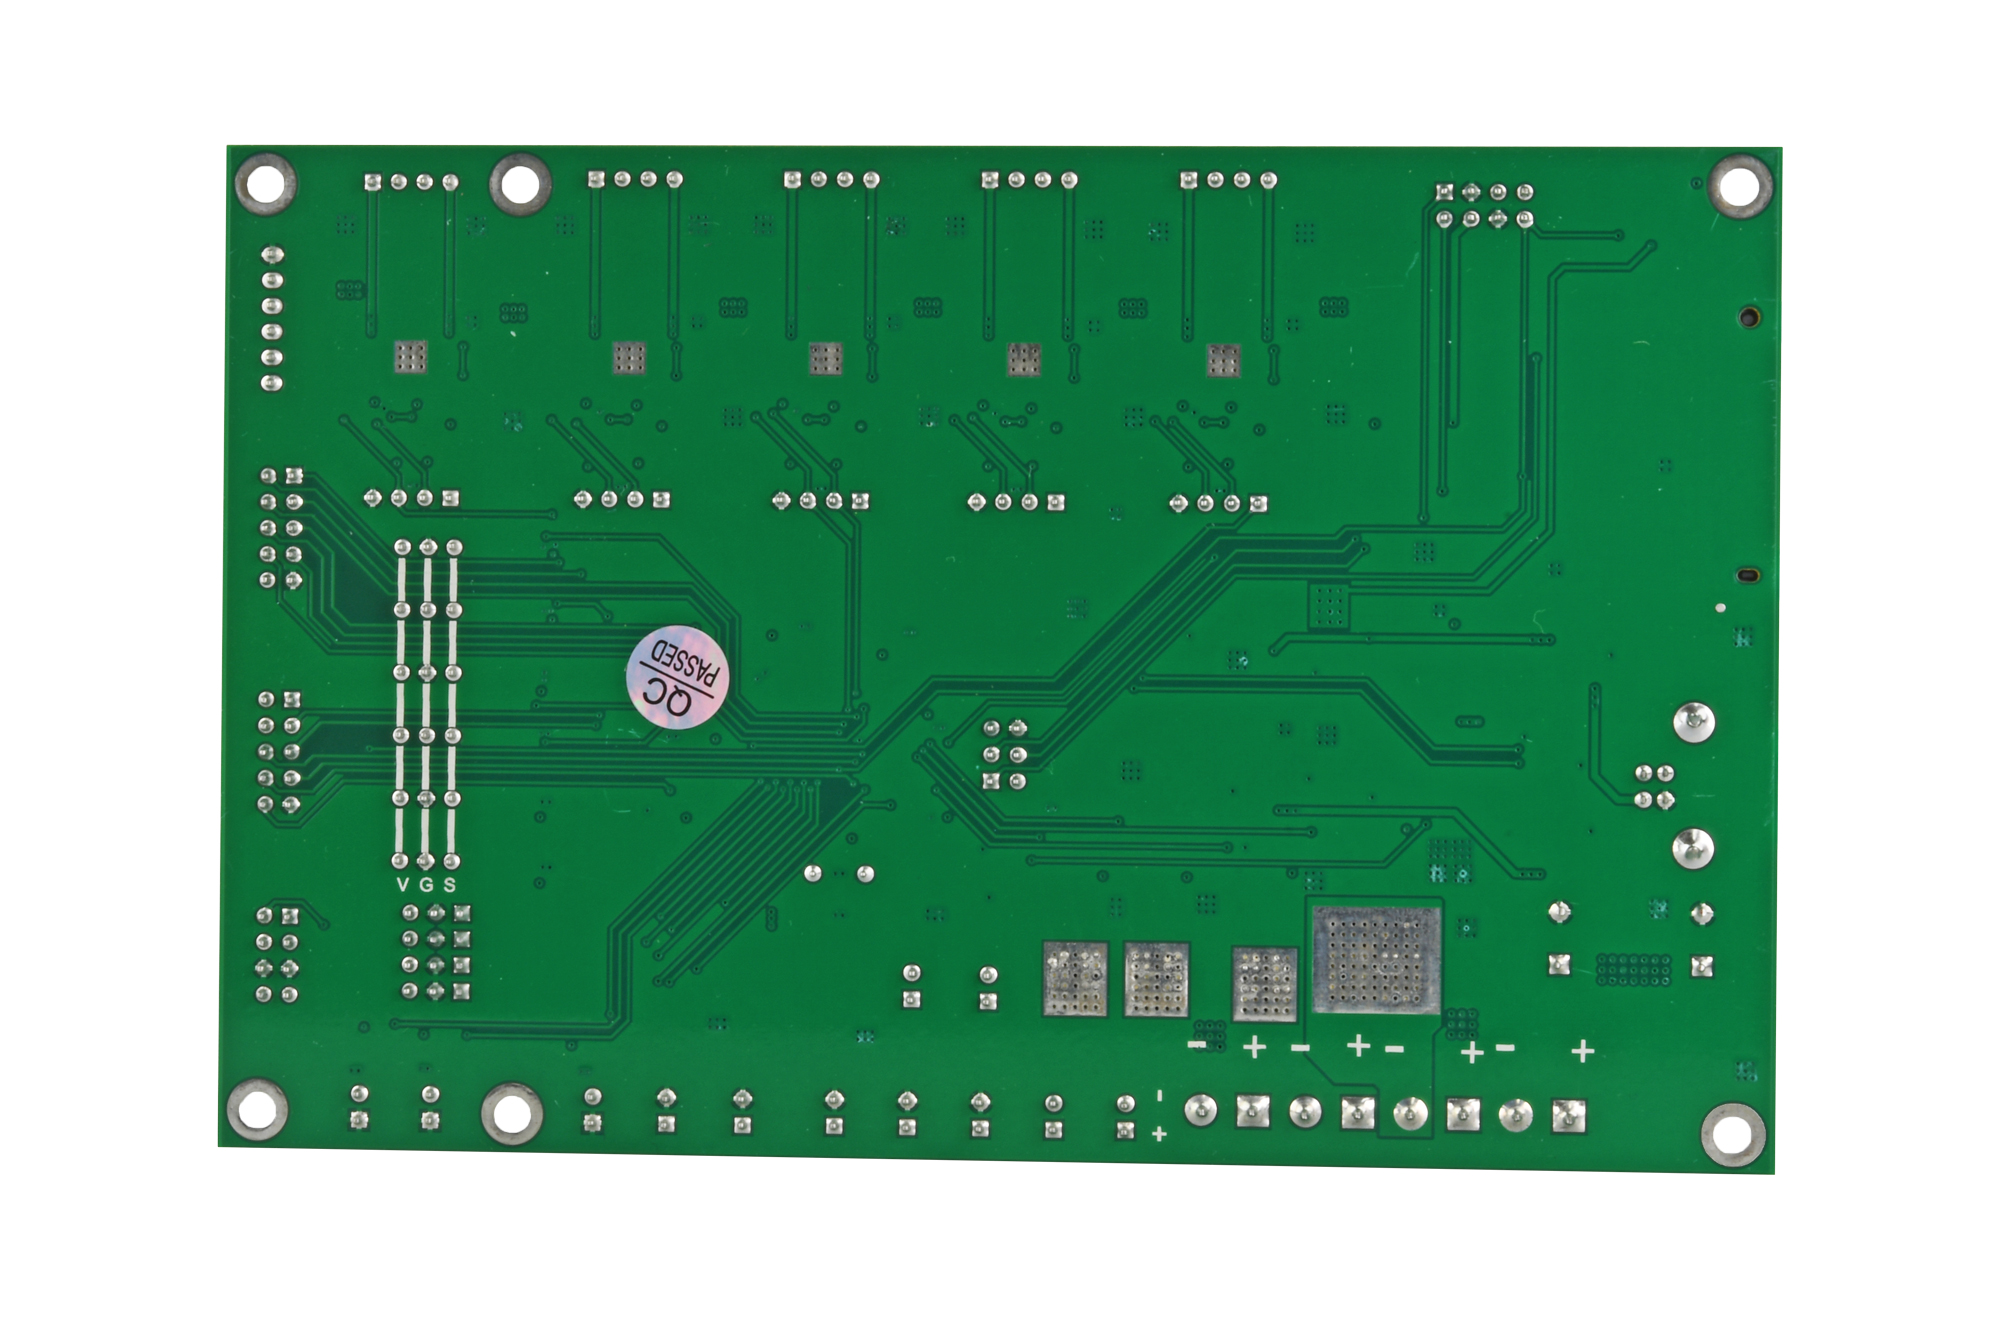 QC
PASSED
V G S
- + - + - + - +
-
+